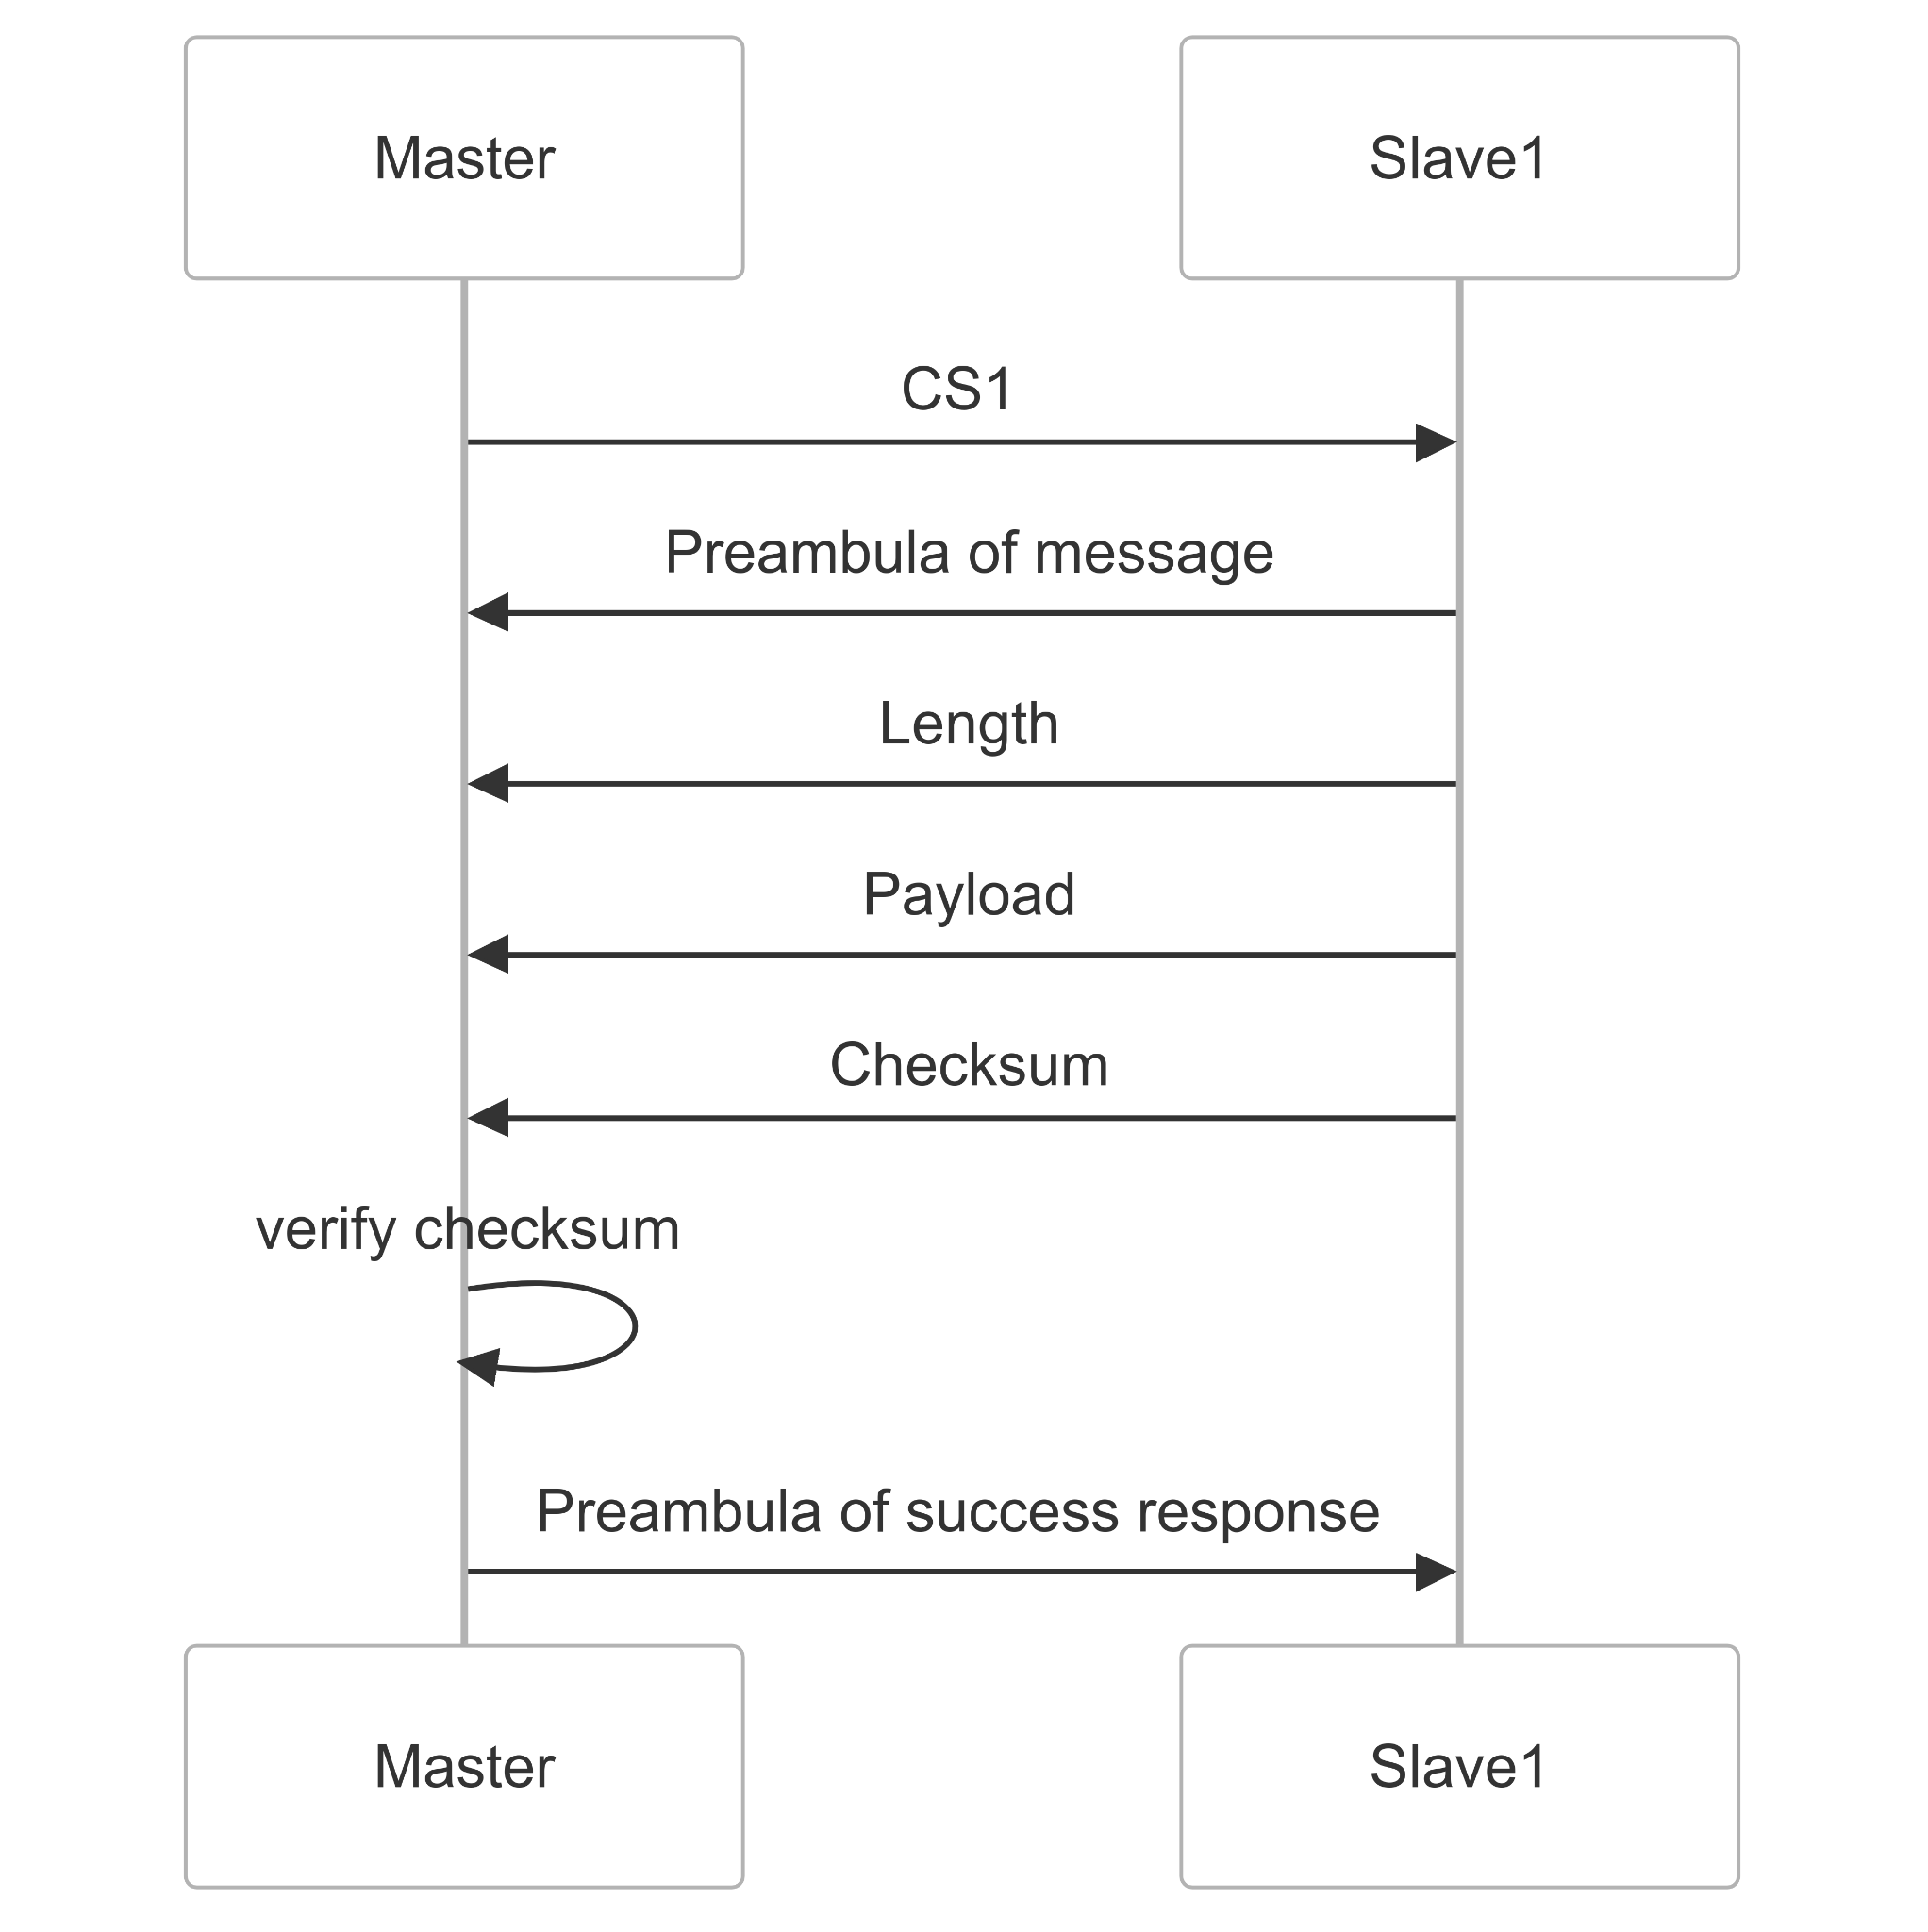 Master
Slave1
CS1
Preambula of message
Length
Payload
Checksum
verify checksum
Preambula of success response
Master
Slave1